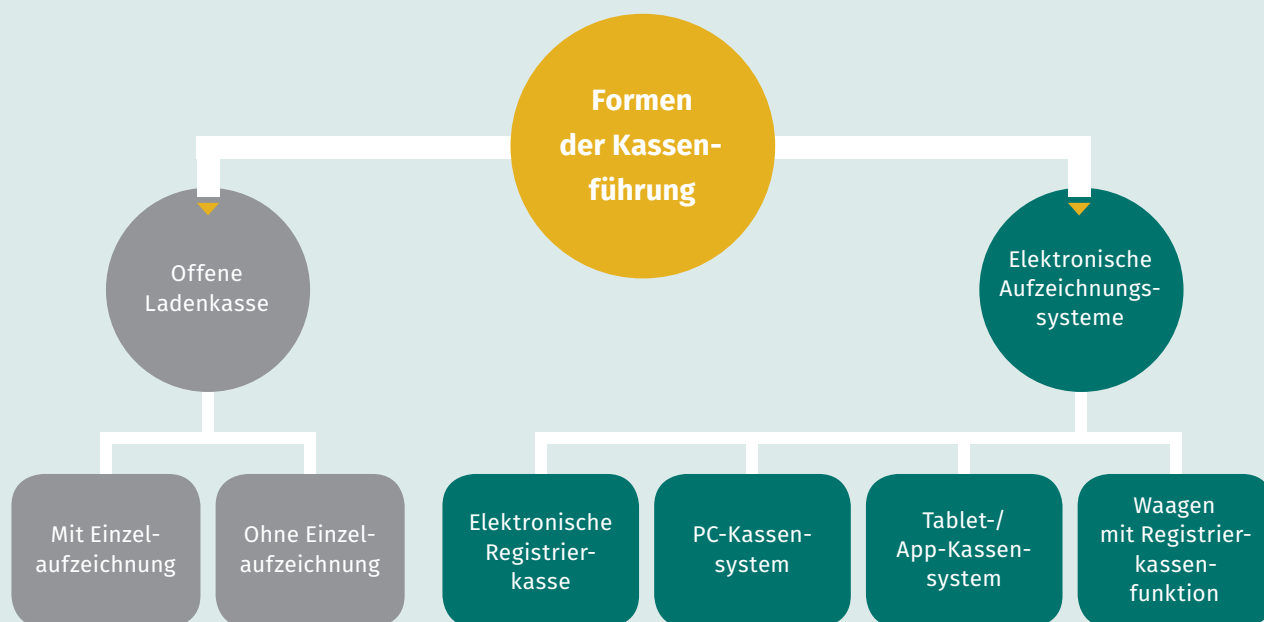 Formen
der Kassen-
führung
Offene
Ladenkasse
Elektronische
Aufzeichnungs-
systeme
Mit Einzel-
aufzeichnung
Ohne Einzel-
aufzeichnung
Elektronische
Registrier-
kasse
PC-Kassen-
system
Tablet-/
App-Kassen-
system
Waagen
mit Registrier-
kassen-
funktion